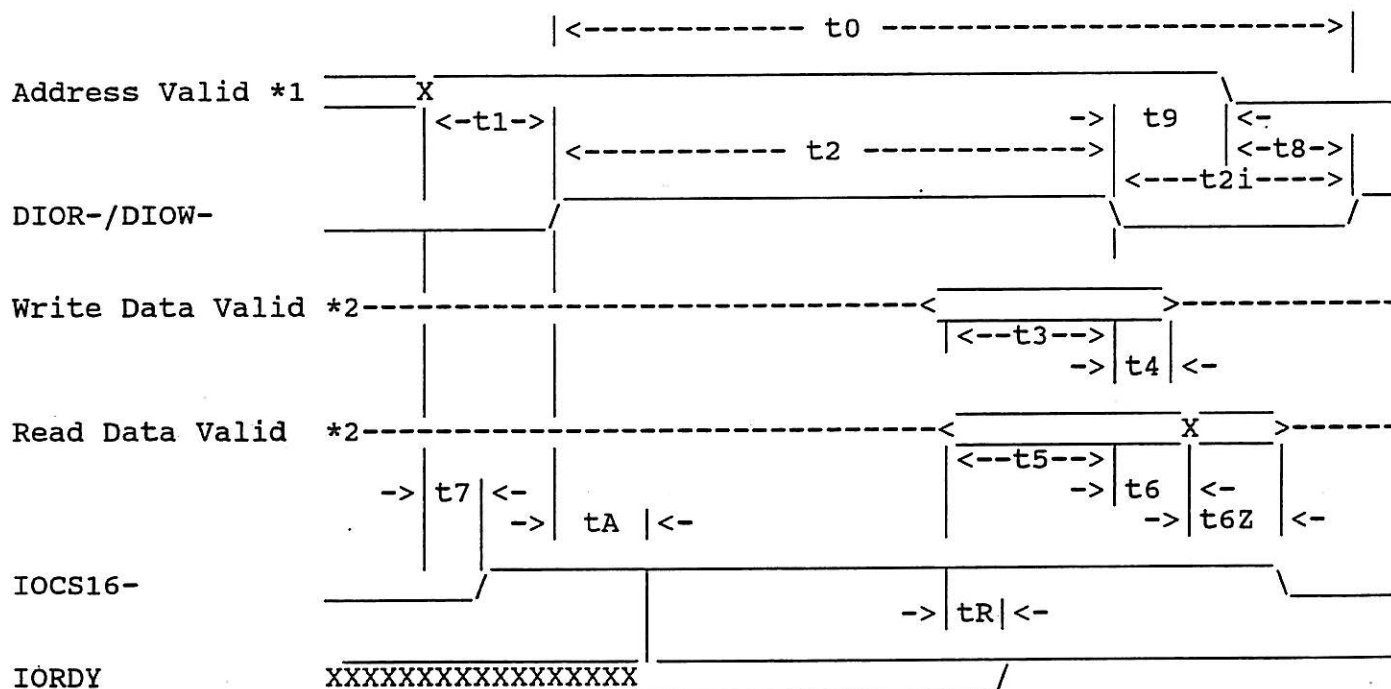 |<------------ t0 -------------------------->|
Address Valid *1 X
<-t1-> -> t9 <-
<----------- t2 -------------> <-t8->
<---t2i---->
DIOR-/DIOW-
Write Data Valid *2 < >
<--t3-->
->|t4|<-
Read Data Valid *2 < X >
<--t5-->
->|t7|<- ->|t6 |<-
->| tA |<- ->|t6Z|<-
IOCS16-
->|tR|<-
IORDY XXXXXXXXXXXXXXXXX